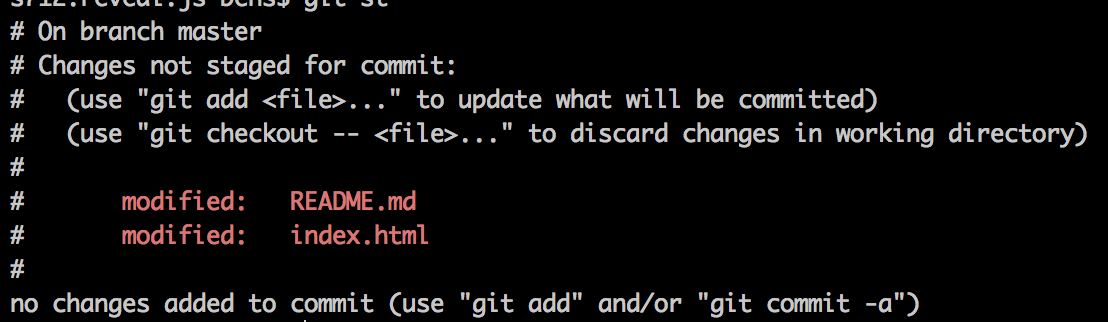 s712.reveal.js bens$ git st
# On branch master
# Changes not staged for commit:
#   (use "git add <file>..." to update what will be committed)
#   (use "git checkout -- <file>..." to discard changes in working directory)
#
#       modified:   README.md
#       modified:   index.html
#
no changes added to commit (use "git add" and/or "git commit -a")